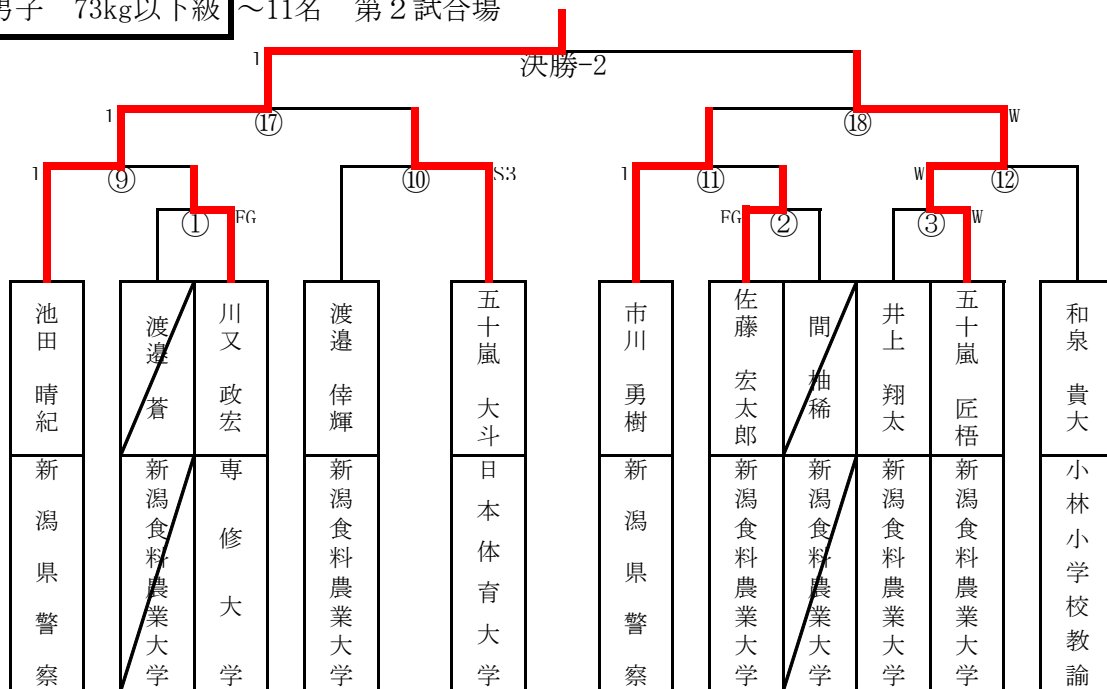 男子 73kg以下級 ～11名 第2試合場
1
決勝-2
1
⑰
⑱
W
1
⑨
⑩
S3
1
⑪
W
⑫
①
FG
FG
②
③
W
池田 晴紀
渡邉 蒼
川又 政宏
渡邉 倖輝
五十嵐 大斗
市川 勇樹
佐藤 宏太郎
間 柚稀
井上 翔太
五十嵐 匠梧
和泉 貴大
新潟県警察
新潟食料農業大学
専修大学
新潟食料農業大学
日本体育大学
新潟県警察
新潟食料農業大学
新潟食料農業大学
新潟食料農業大学
新潟食料農業大学
小林小学校教諭